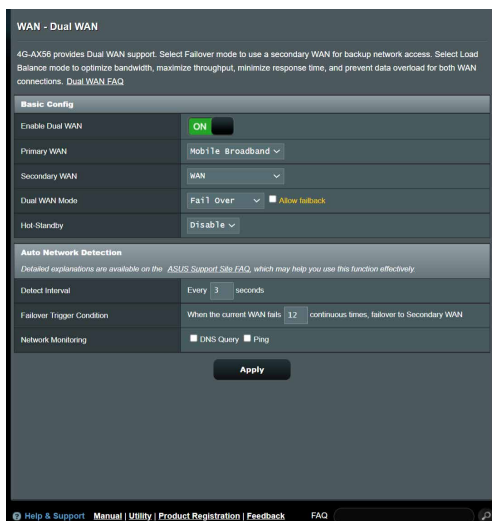 WAN - Dual WAN
4G-AX56 provides Dual WAN support. Select Failover mode to use a secondary WAN for backup network access. Select Load
Balance mode to optimize bandwidth, maximize throughput, minimize response time, and prevent data overload for both WAN
connections. Dual WAN FAQ
Basic Config
Enable Dual WAN ON
Primary WAN Mobile Broadband
Secondary WAN WAN
Dual WAN Mode Fail Over Allow failback
Hot-Standby Disable
Auto Network Detection
Detailed explanations are available on the ASUS Support Site FAQ, which may help you use this function effectively.
Detect Interval Every 3 seconds
Failover Trigger Condition When the current WAN fails 12 continuous times, failover to Secondary WAN
Network Monitoring DNS Query Ping
Apply
Help & Support Manual | Utility | Product Registration | Feedback FAQ